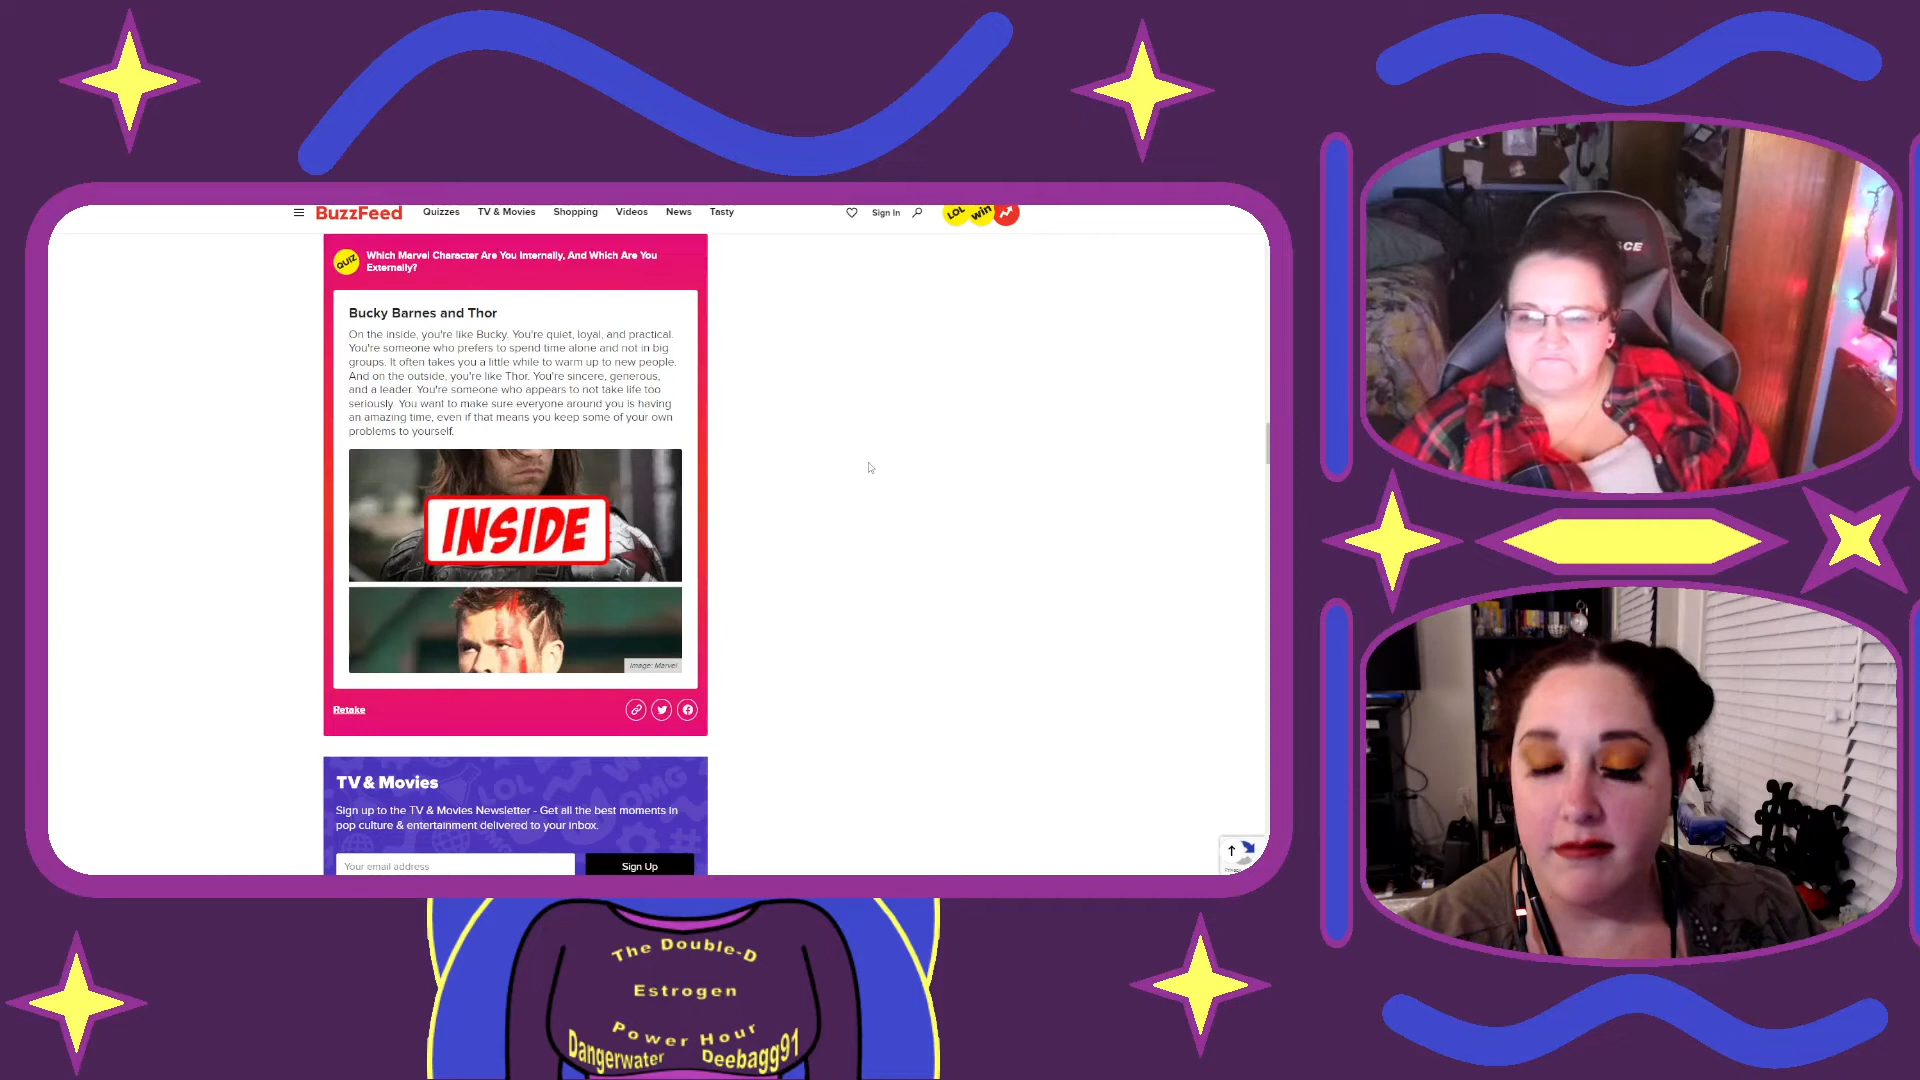 BuzzFeed Quizzes TV & Movies Shopping Videos News Tasty Sign In LOL win
QUIZ
Which Marvel Character Are You Internally, And Which Are You
Externally?
Bucky Barnes and Thor
On the inside, you're like Bucky. You're quiet, loyal, and practical.
You're someone who prefers to spend time alone and not in big
groups. It often takes you a little while to warm up to new people.
And on the outside, you're like Thor. You're sincere, generous,
and a leader. You're someone who appears to not take life too
seriously. You want to make sure everyone around you is having
an amazing time, even if that means you keep some of your own
problems to yourself.
INSIDE
Image: Marvel
Retake
TV & Movies
Sign up to the TV & Movies Newsletter - Get all the best moments in
pop culture & entertainment delivered to your inbox.
Your email address
Sign Up
The Double-D
Estrogen
Power Hour
Dangerwater Deebagg91